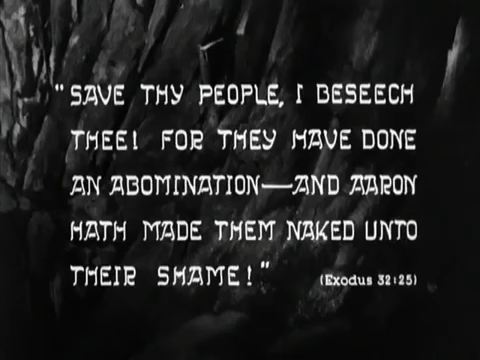 "SAVE THY PEOPLE, I BESEECH
THEE! FOR THEY HAVE DONE
AN ABOMINATION—AND AARON
HATH MADE THEM NAKED UNTO
THEIR SHAME!" (Exodus 32:25)